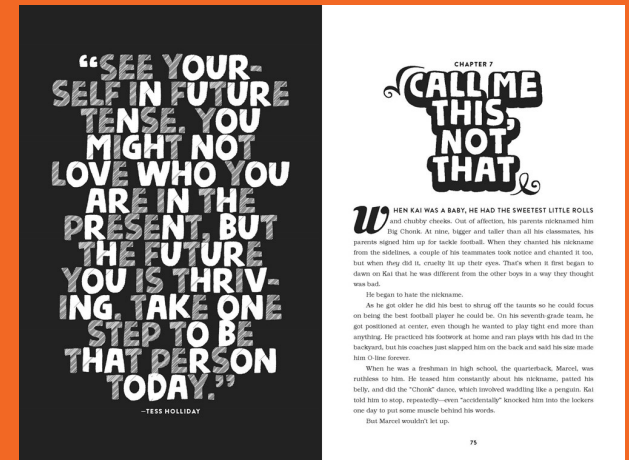 “SEE YOUR-
SELF IN FUTURE
TENSE. YOU
MIGHT NOT
LOVE WHO YOU
ARE IN THE
PRESENT, BUT
THE FUTURE
YOU IS THRIV-
ING. TAKE ONE
STEP TO BE
THAT PERSON
TODAY.”
—TESS HOLLIDAY
CHAPTER 7
CALL ME
THIS,
NOT
THAT
WHEN KAI WAS A BABY, HE HAD THE SWEETEST LITTLE ROLLS
and chubby cheeks. Out of affection, his parents nicknamed him
Big Chonk. At nine, bigger and taller than all his classmates, his
parents signed him up for tackle football. When they chanted his nickname
from the sidelines, a couple of his teammates took notice and chanted it too,
but when they did it, cruelty lit up their eyes. That’s when it first began to
dawn on Kai that he was different from the other boys in a way they thought
was bad.
He began to hate the nickname.
As he got older he did his best to shrug off the taunts so he could focus
on being the best football player he could be. On his seventh-grade team, he
got positioned at center, even though he wanted to play tight end more than
anything. He practiced his footwork at home and ran plays with his dad in the
backyard, but his coaches just slapped him on the back and said his size made
him O-line forever.
When he was a freshman in high school, the quarterback, Marcel, was
ruthless to him. He teased him constantly about his nickname, patted his
belly, and did the “Chonk” dance, which involved waddling like a penguin. Kai
told him to stop, repeatedly—even “accidentally” knocked him into the lockers
one day to put some muscle behind his words.
But Marcel wouldn’t let up.
75